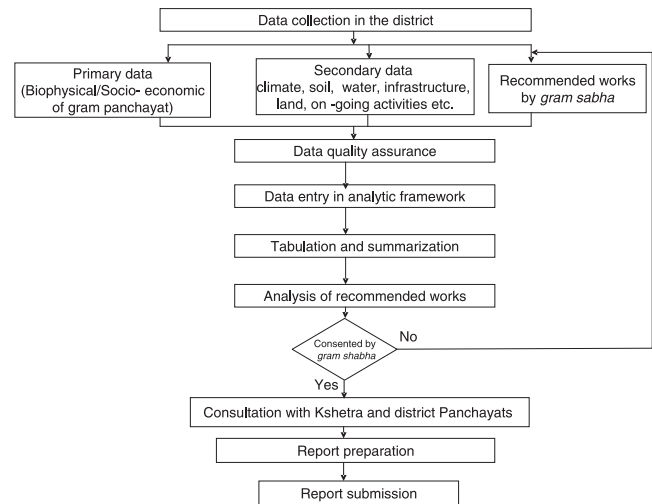 Data collection in the district
Primary data
(Biophysical/Socio- economic
of gram panchayat)
Secondary data
climate, soil, water, infrastructure,
land, on -going activities etc.
Recommended works
by gram sabha
Data quality assurance
Data entry in analytic framework
Tabulation and summarization
Analysis of recommended works
Consented by
gram shabha
No
Yes
Consultation with Kshetra and district Panchayats
Report preparation
Report submission